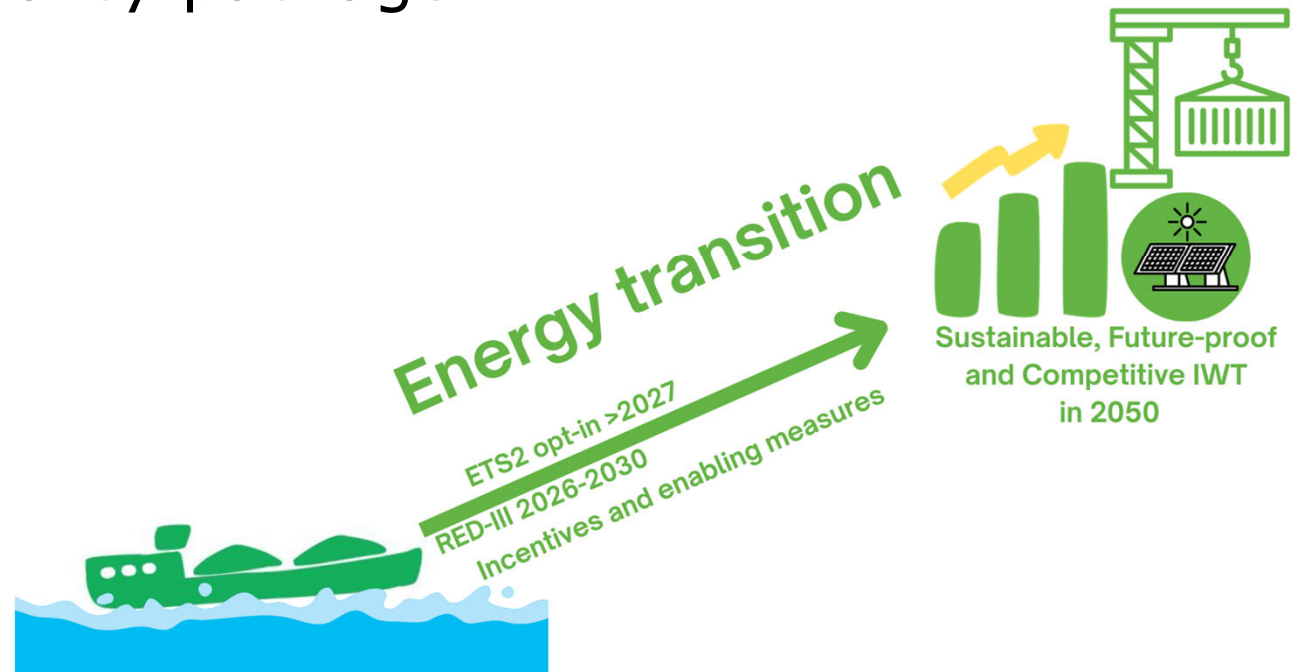 Energy transition
ETS2 opt-in >2027
RED-III 2026-2030
Incentives and enabling measures
Sustainable, Future-proof
and Competitive IWT
in 2050